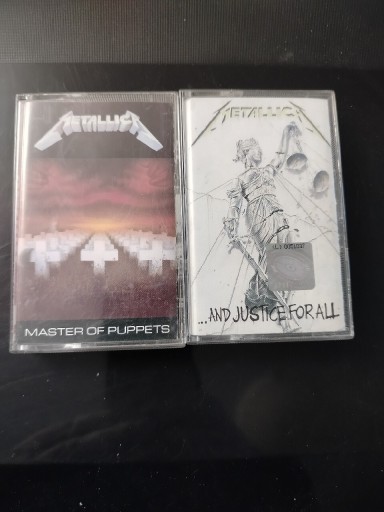 METALLICA
MASTER OF PUPPETS
METALLICA
...AND JUSTICE FOR ALL